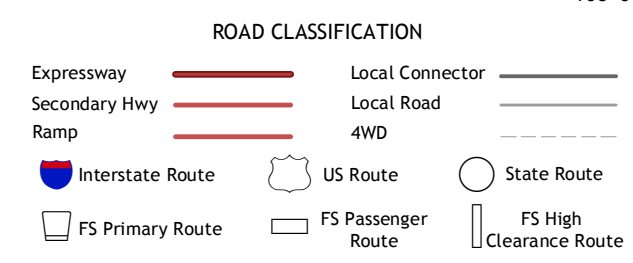 ROAD CLASSIFICATION
Expressway
Local Connector
Secondary Hwy
Local Road
Ramp
4WD
Interstate Route
US Route
State Route
FS Primary Route
FS Passenger
Route
FS High
Clearance Route